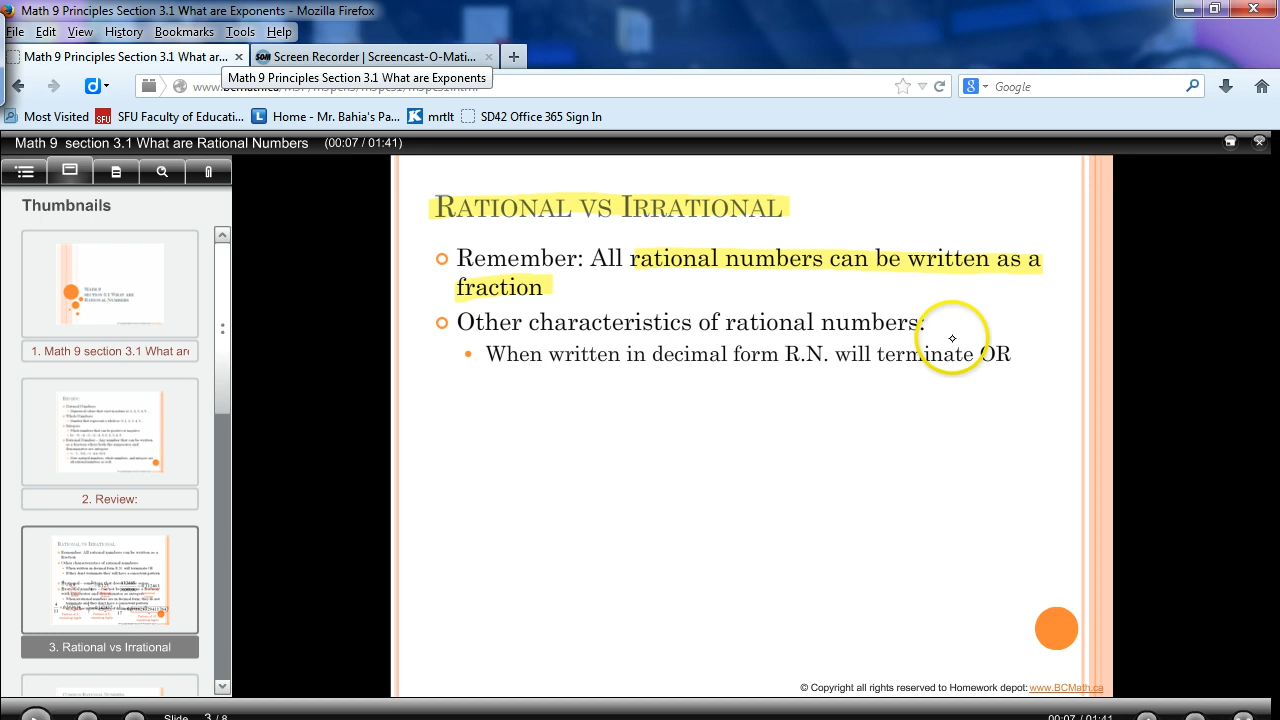 Math 9 Principles Section 3.1 What are Exponents - Mozilla Firefox
File Edit View History Bookmarks Tools Help
Math 9 Principles Section 3.1 What ar... × Screen Recorder | Screencast-O-Mati... × +
Math 9 Principles Section 3.1 What are Exponents
Google
Most Visited SFU Faculty of Educati... Home - Mr. Bahia's Pa... mrtlt SD42 Office 365 Sign In
Math 9 section 3.1 What are Rational Numbers (00:07 / 01:41)
Thumbnails
1. Math 9 section 3.1 What are
2. Review:
3. Rational vs Irrational
RATIONAL VS IRRATIONAL
Remember: All rational numbers can be written as a
fraction
Other characteristics of rational numbers:
When written in decimal form R.N. will terminate OR
© Copyright all rights reserved to Homework depot: www.BCMath.ca
Slide 3 / 8 00:07 / 01:41